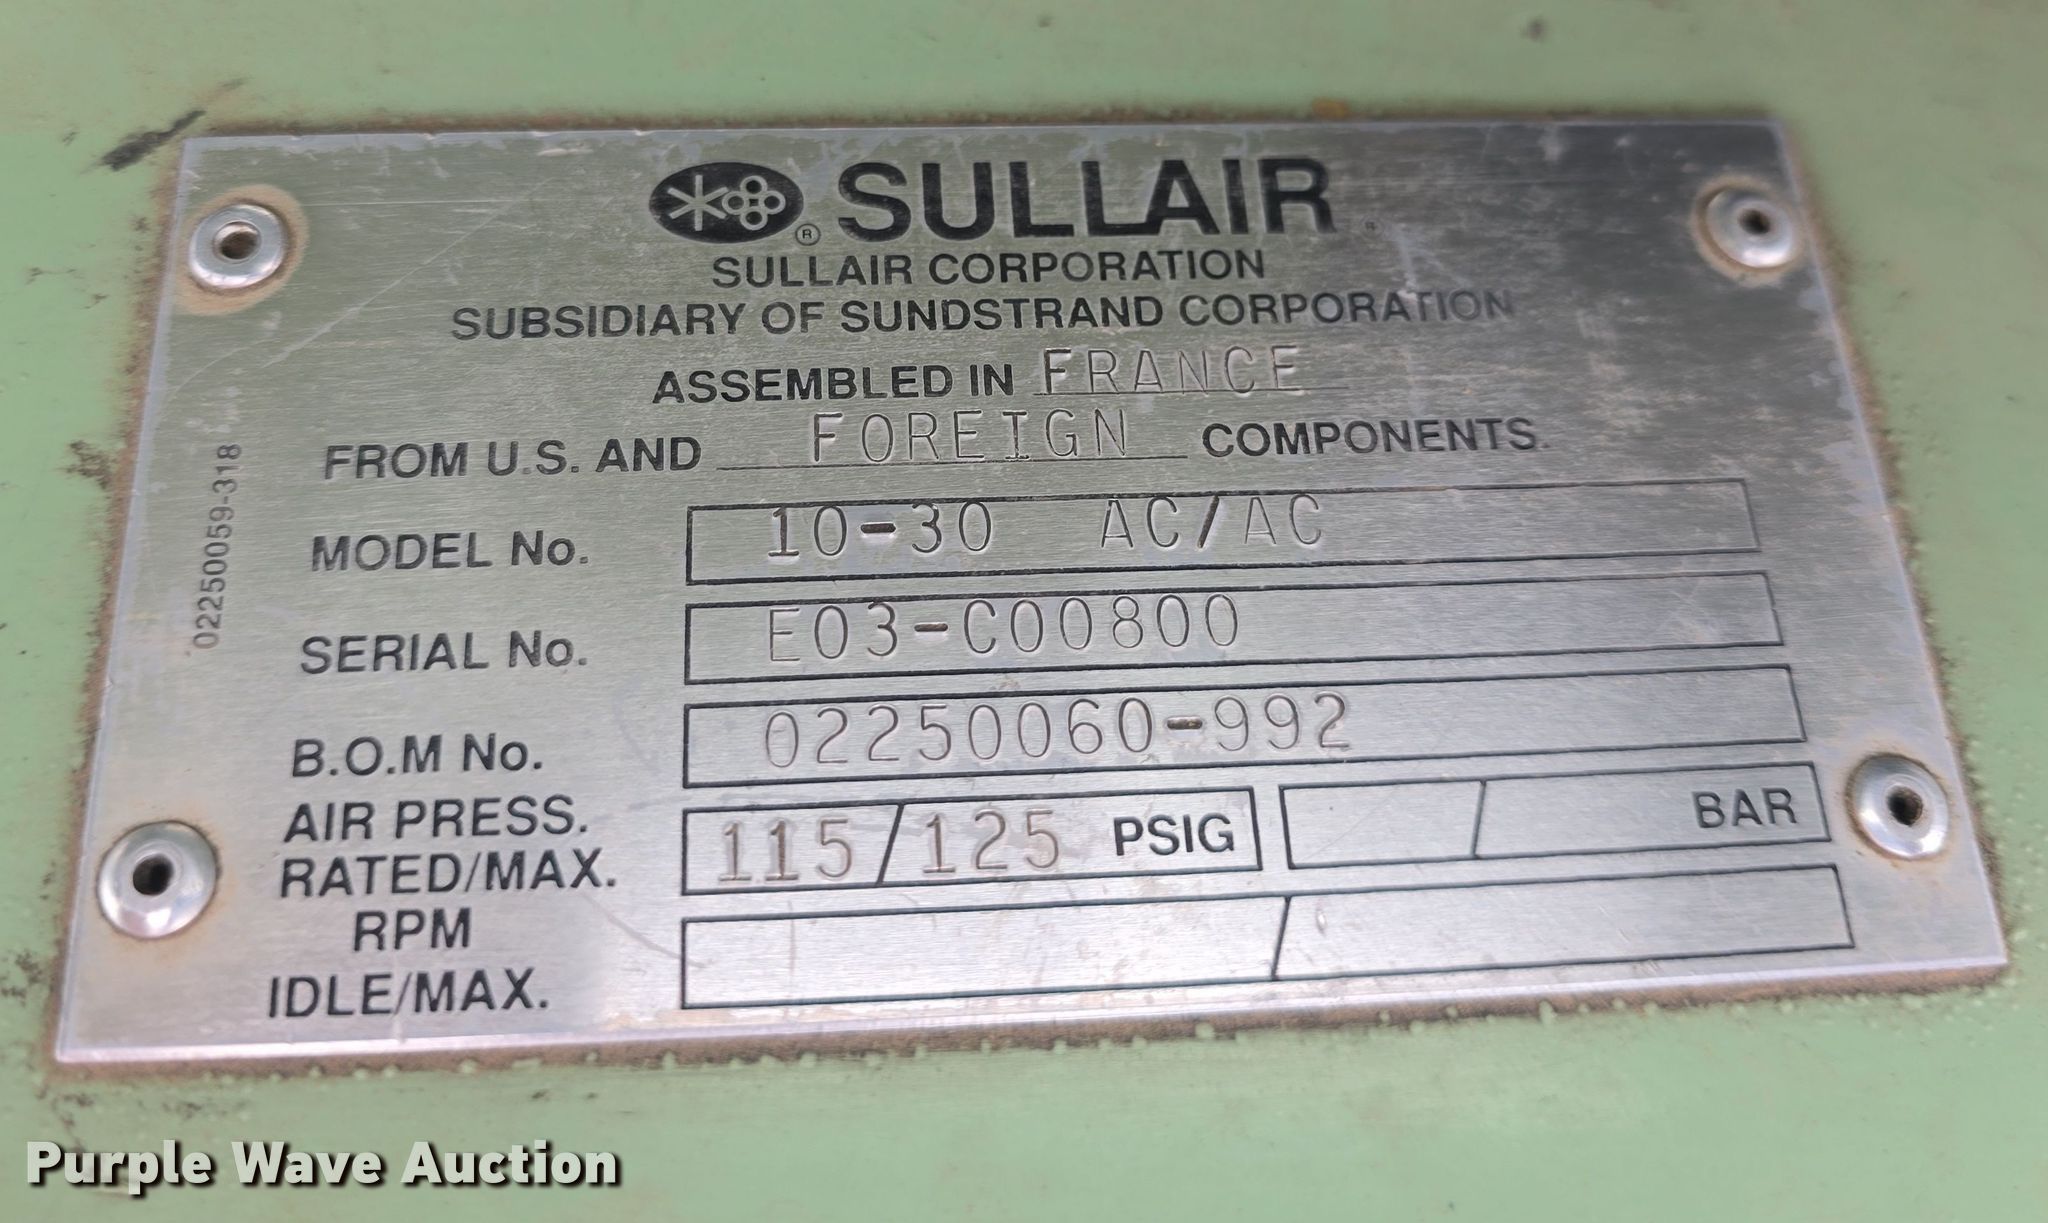 ® SULLAIR
SULLAIR CORPORATION
SUBSIDIARY OF SUNDSTRAND CORPORATION
ASSEMBLED IN FRANCE
FROM U.S. AND FOREIGN COMPONENTS.
02250059-318
MODEL No. 10-30 AC/AC
SERIAL No. E03-C00800
B.O.M No. 02250060-992
AIR PRESS.
RATED/MAX. 115/125 PSIG / BAR
RPM
IDLE/MAX. /
Purple Wave Auction